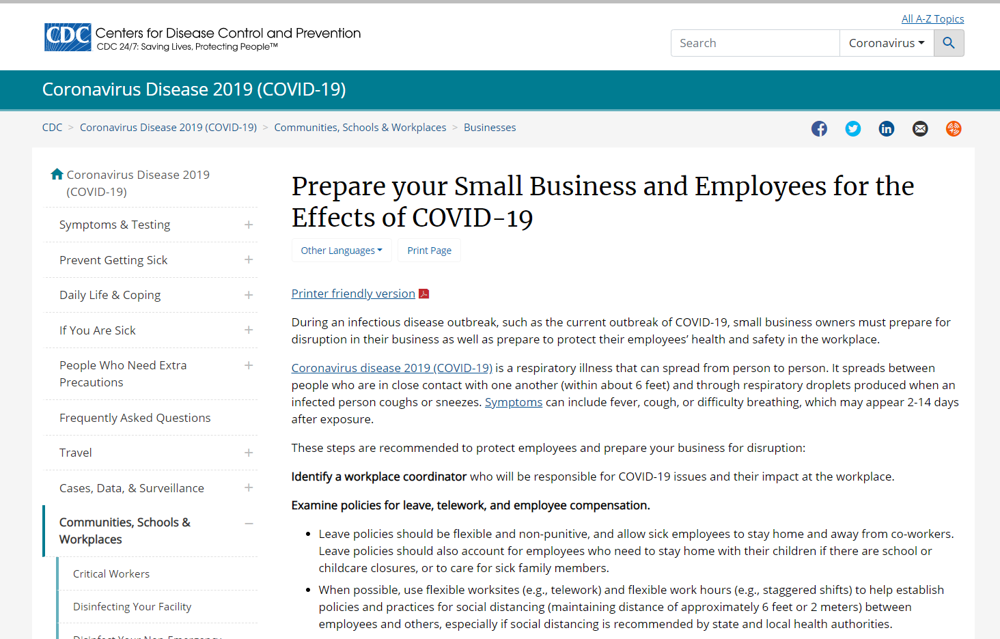 All A-Z Topics
CDC Centers for Disease Control and Prevention
CDC 24/7: Saving Lives, Protecting People™
Search
Coronavirus
Coronavirus Disease 2019 (COVID-19)
CDC > Coronavirus Disease 2019 (COVID-19) > Communities, Schools & Workplaces > Businesses
Coronavirus Disease 2019
(COVID-19)
Symptoms & Testing
Prevent Getting Sick
Daily Life & Coping
If You Are Sick
People Who Need Extra
Precautions
Frequently Asked Questions
Travel
Cases, Data, & Surveillance
Communities, Schools &
Workplaces
Critical Workers
Disinfecting Your Facility
Disinfect Your Non-Emergency
Prepare your Small Business and Employees for the
Effects of COVID-19
Other Languages
Print Page
Printer friendly version
During an infectious disease outbreak, such as the current outbreak of COVID-19, small business owners must prepare for
disruption in their business as well as prepare to protect their employees’ health and safety in the workplace.
Coronavirus disease 2019 (COVID-19) is a respiratory illness that can spread from person to person. It spreads between
people who are in close contact with one another (within about 6 feet) and through respiratory droplets produced when an
infected person coughs or sneezes. Symptoms can include fever, cough, or difficulty breathing, which may appear 2-14 days
after exposure.
These steps are recommended to protect employees and prepare your business for disruption:
Identify a workplace coordinator who will be responsible for COVID-19 issues and their impact at the workplace.
Examine policies for leave, telework, and employee compensation.
• Leave policies should be flexible and non-punitive, and allow sick employees to stay home and away from co-workers.
Leave policies should also account for employees who need to stay home with their children if there are school or
childcare closures, or to care for sick family members.
• When possible, use flexible worksites (e.g., telework) and flexible work hours (e.g., staggered shifts) to help establish
policies and practices for social distancing (maintaining distance of approximately 6 feet or 2 meters) between
employees and others, especially if social distancing is recommended by state and local health authorities.